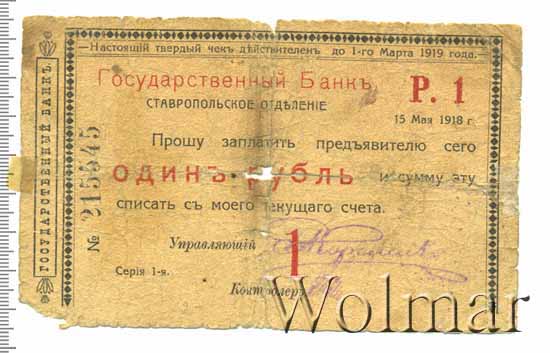 —Настоящій твердый чекъ дѣйствителенъ до 1-го Марта 1919 года.—
Государственный Банкъ
Р. 1
СТАВРОПОЛЬСКОЕ ОТДѢЛЕНІЕ
15 Мая 1918 г.
Прошу заплатить предъявителю сего
ОДИНЪ РУБЛЬ и сумму эту
списать съ моего текущаго счета.
Управляющій
1
Серія 1-я.
Контролеръ
ГОСУДАРСТВЕННЫЙ БАНКЪ
№ 215545
Wolmar